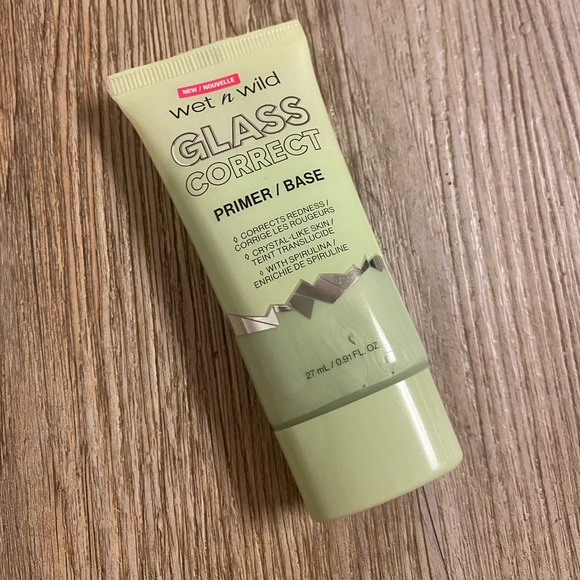 NEW / NOUVELLE
wet n wild
GLASS
CORRECT
PRIMER / BASE
◊ CORRECTS REDNESS /
CORRIGE LES ROUGEURS
◊ CRYSTAL-LIKE SKIN /
TEINT TRANSLUCIDE
◊ WITH SPIRULINA /
ENRICHIE DE SPIRULINE
27 mL / 0.91 FL. OZ.